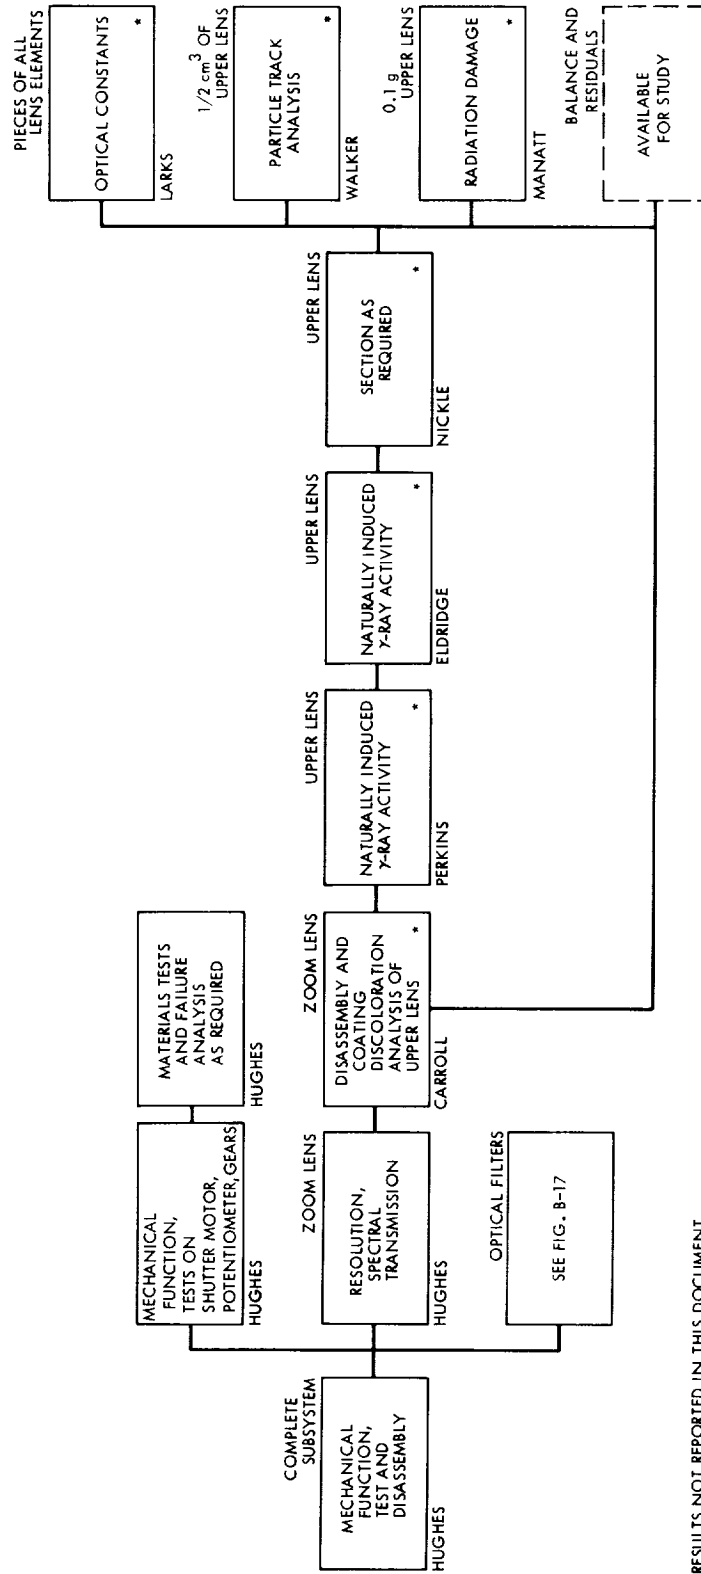 COMPLETE
SUBSYSTEM
MECHANICAL
FUNCTION,
TEST AND
DISASSEMBLY
HUGHES
MECHANICAL
FUNCTION,
TESTS ON
SHUTTER MOTOR,
POTENTIOMETER, GEARS
HUGHES
MATERIALS TESTS
AND FAILURE
ANALYSIS
AS REQUIRED
HUGHES
ZOOM LENS
RESOLUTION,
SPECTRAL
TRANSMISSION
HUGHES
OPTICAL FILTERS
SEE FIG. B-17
ZOOM LENS
DISASSEMBLY AND
COATING
DISCOLORATION
ANALYSIS OF
UPPER LENS
*
CARROLL
UPPER LENS
NATURALLY INDUCED
γ-RAY ACTIVITY
*
PERKINS
UPPER LENS
NATURALLY INDUCED
γ-RAY ACTIVITY
*
ELDRIDGE
UPPER LENS
SECTION AS
REQUIRED
*
NICKLE
PIECES OF ALL
LENS ELEMENTS
OPTICAL CONSTANTS
*
LARKS
1/2 cm³ OF
UPPER LENS
PARTICLE TRACK
ANALYSIS
*
WALKER
0.1 g
UPPER LENS
RADIATION DAMAGE
*
MANATT
BALANCE AND
RESIDUALS
AVAILABLE
FOR STUDY
RESULTS NOT REPORTED IN THIS DOCUMENT